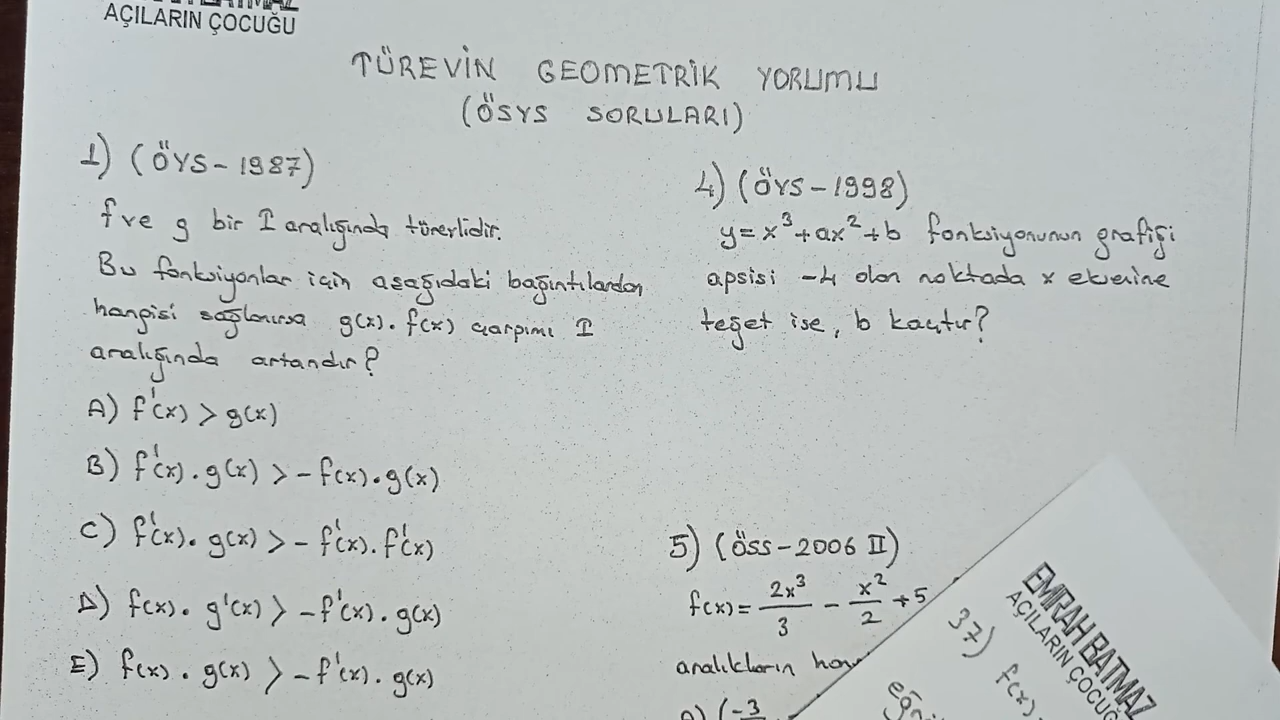 AÇILARIN ÇOCUĞU
TÜREVİN GEOMETRİK YORUMU
(ÖSYS SORULARI)
1) (ÖYS - 1987)
f ve g bir I aralığında türevlidir.
Bu fonksiyonlar için aşağıdaki bağıntılardan
hangisi sağlanırsa g(x). f(x) çarpımı I
aralığında artandır?
A) f'(x) > g(x)
B) f'(x). g(x) > - f(x). g(x)
C) f'(x). g(x) > - f'(x). f'(x)
D) f(x). g'(x) > - f'(x). g(x)
E) f(x). g(x) > - f'(x). g(x)
4) (ÖYS - 1998)
y = x³ + ax² + b fonksiyonunun grafiği
apsisi -4 olan noktada x eksenine
teğet ise, b kaçtır?
5) (ÖSS - 2006 II)
f(x) = 2x³/3 - x²/2 + 5
aralıkların
A) (-3
EMRAH BATMAZ
AÇILARIN ÇOCUĞ
37) f(x)